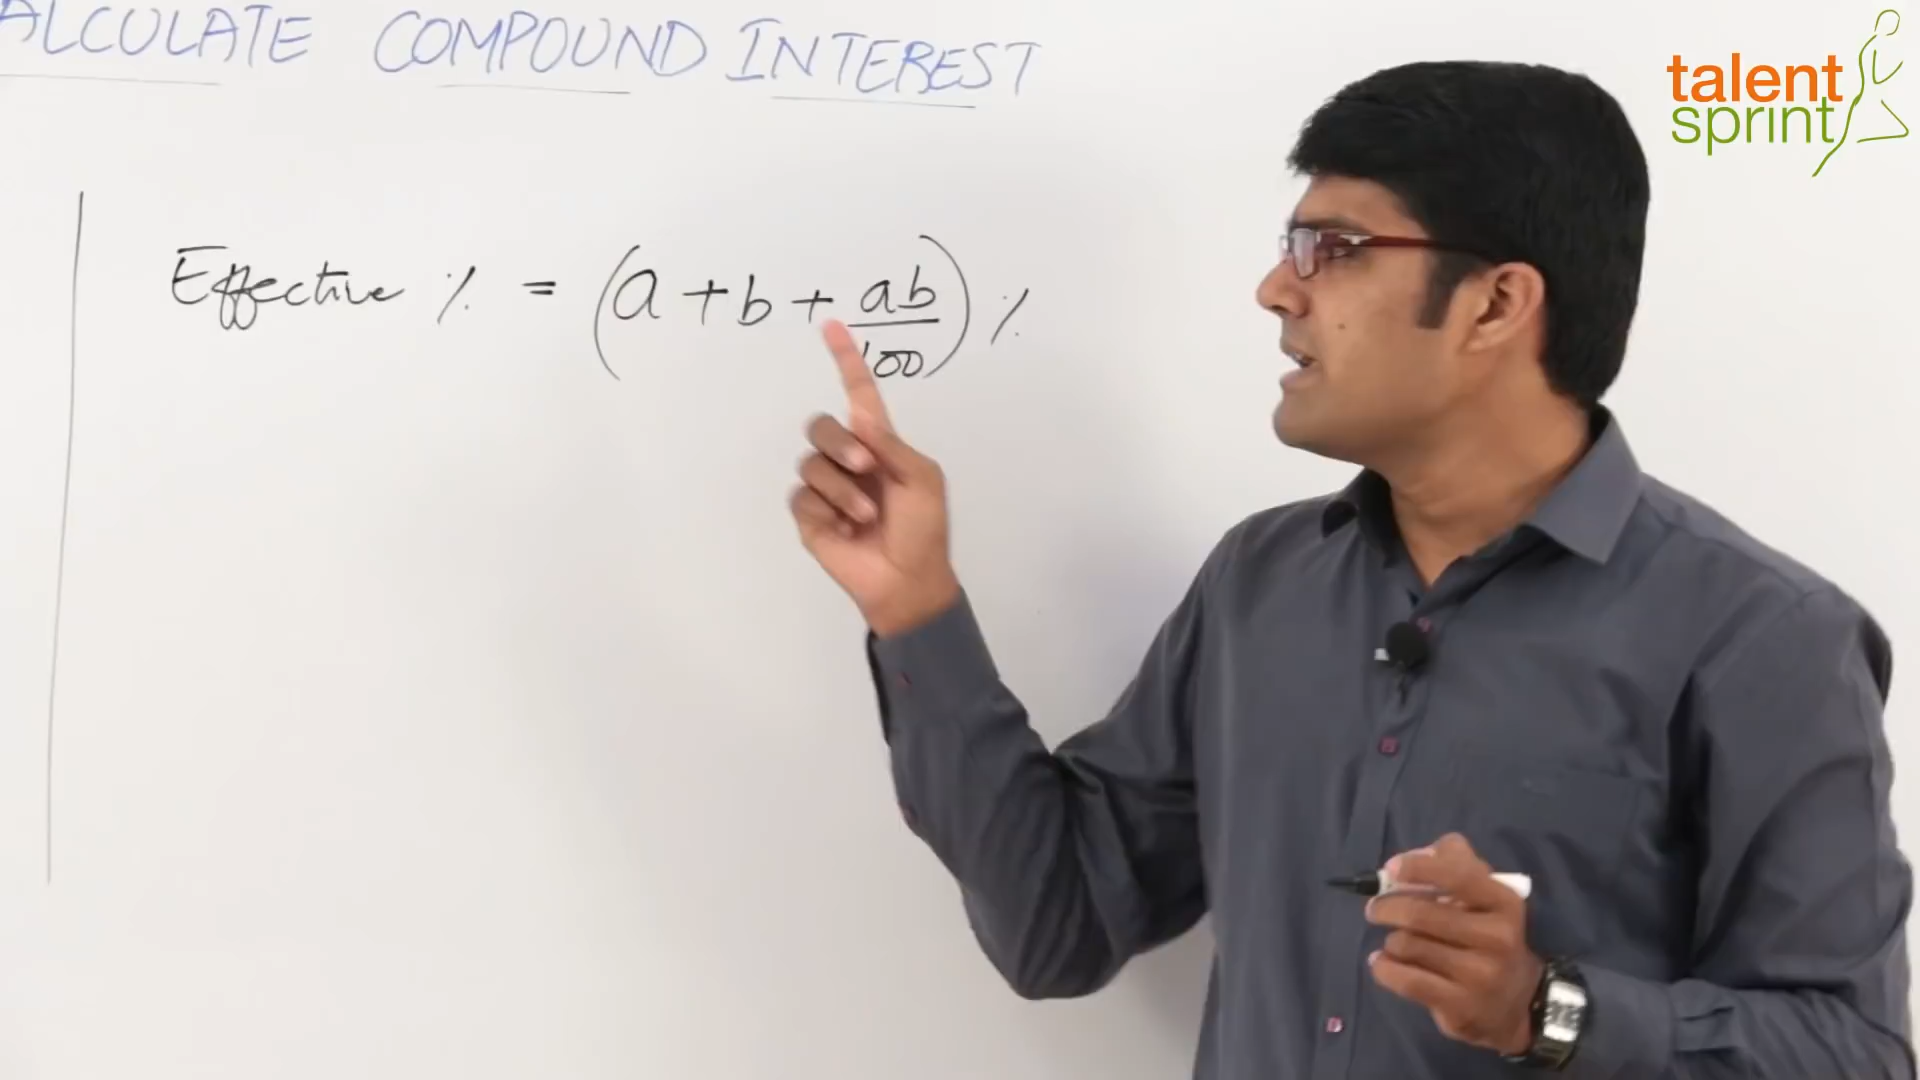 ALCULATE COMPOUND INTEREST
talent
sprint
Effective % = (a + b + ab/100) %